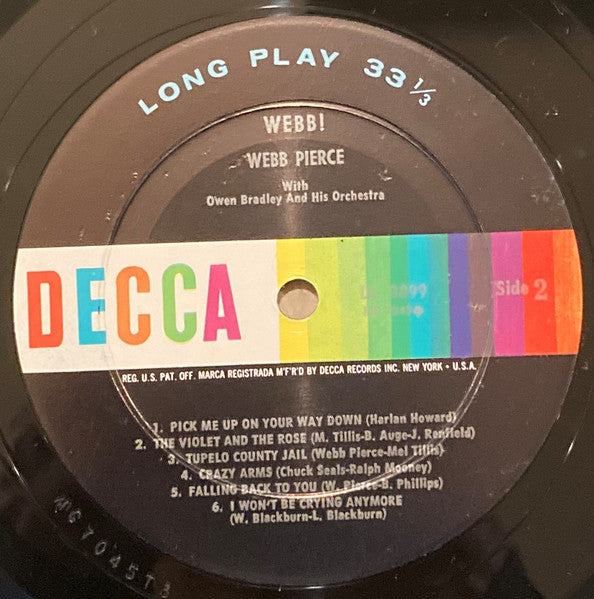 LONG PLAY 33 1/3
WEBB!
WEBB PIERCE
With
Owen Bradley And His Orchestra
DECCA
Side 2
REG. U.S. PAT. OFF. MARCA REGISTRADA M'F'R'D BY DECCA RECORDS INC. NEW YORK • U.S.A.
1. PICK ME UP ON YOUR WAY DOWN (Harlan Howard)
2. THE VIOLET AND THE ROSE (M. Tillis-B. Auge-J. Renfield)
3. TUPELO COUNTY JAIL (Webb Pierce-Mel Tillis)
4. CRAZY ARMS (Chuck Seals-Ralph Mooney)
5. FALLING BACK TO YOU (W. Pierce-B. Phillips)
6. I WON'T BE CRYING ANYMORE
(W. Blackburn-L. Blackburn)